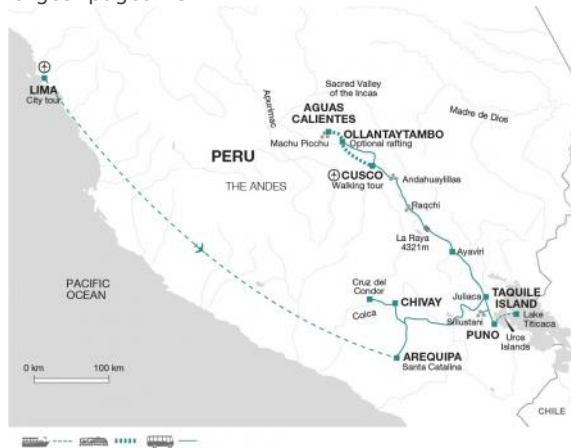 LIMA
City tour
Apurimac
Sacred Valley
of the Incas
Madre de Dios
AGUAS
CALIENTES
Machu Picchu
OLLANTAYTAMBO
Optional rafting
PERU
THE ANDES
CUSCO
Walking tour
Andahuaylillas
Raqchi
La Raya
4321m
Ayaviri
PACIFIC
OCEAN
Cruz del
Condor
Colca
CHIVAY
Juliaca
TAQUILE
ISLAND
Sillustani
Lake
Titicaca
PUNO
Uros
Islands
AREQUIPA
Santa Catalina
0 km
100 km
CHILE